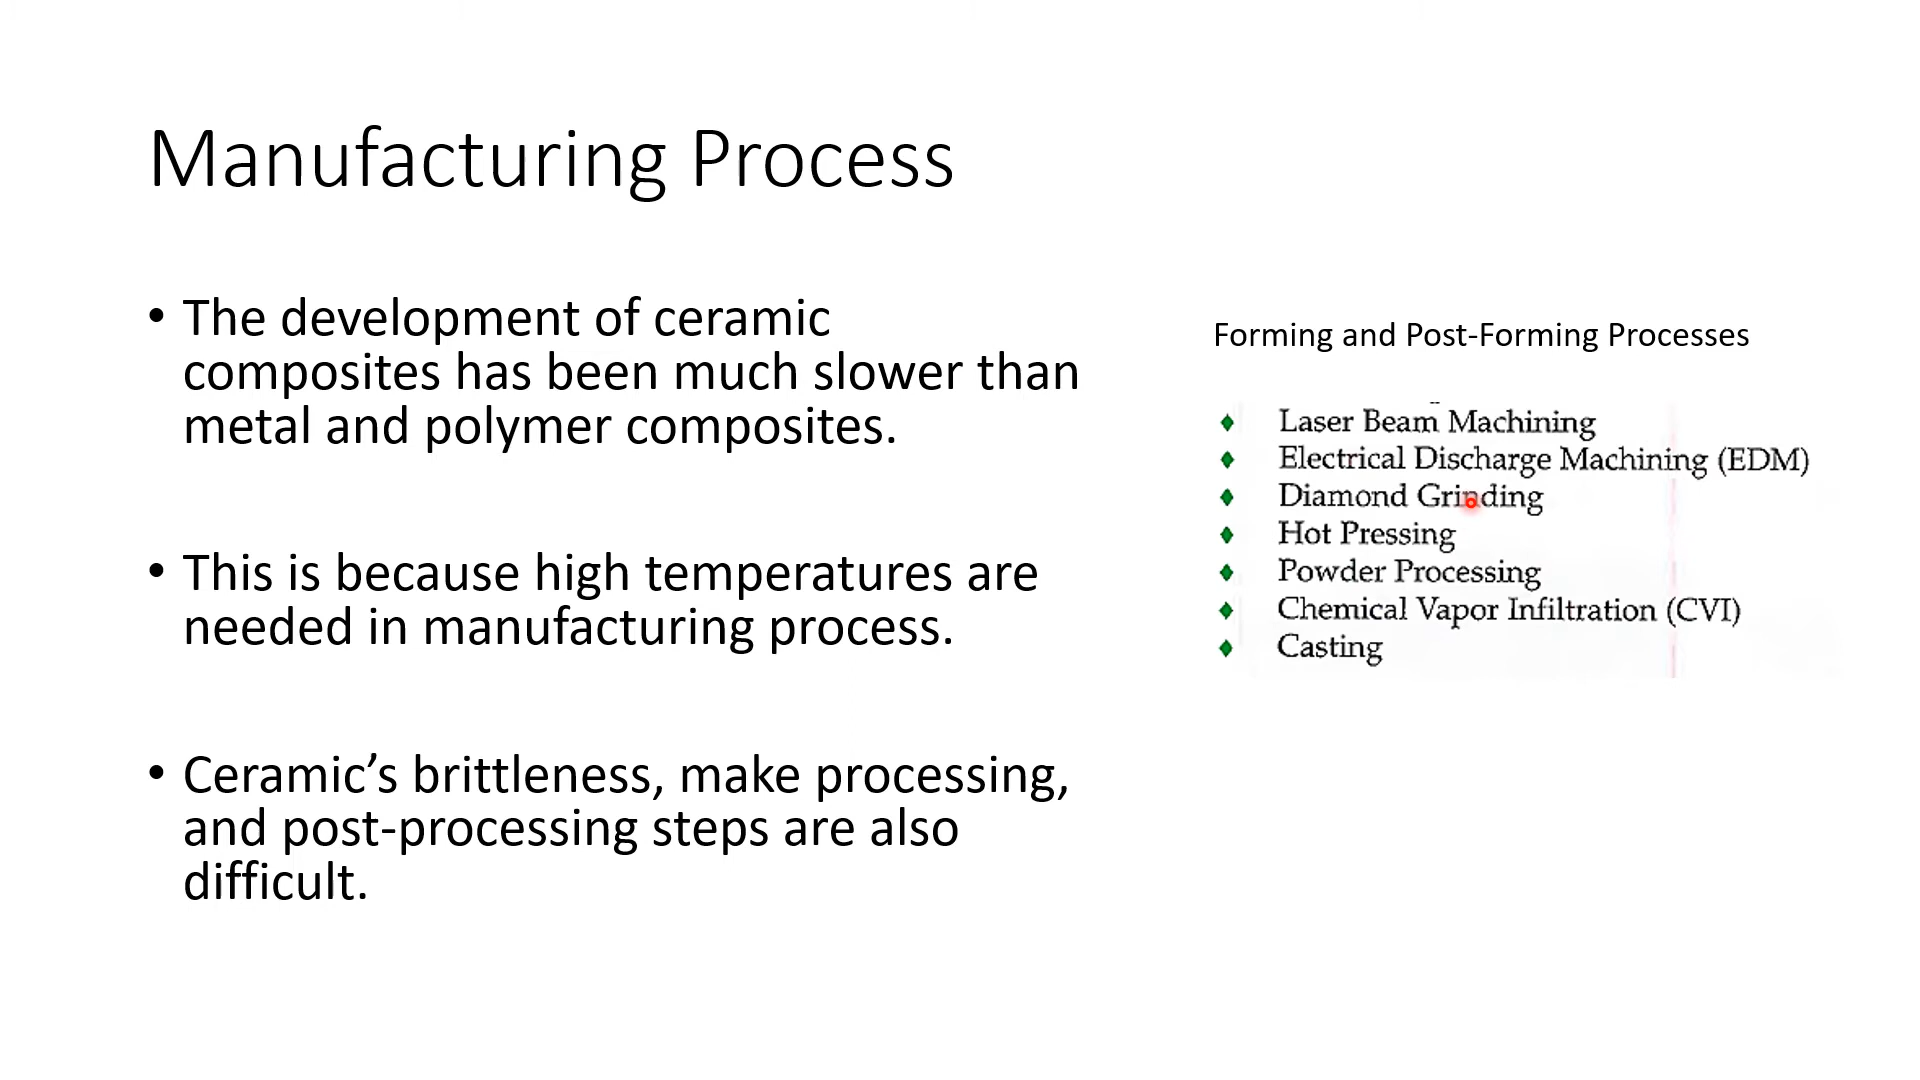 Manufacturing Process
• The development of ceramic
composites has been much slower than
metal and polymer composites.
• This is because high temperatures are
needed in manufacturing process.
• Ceramic’s brittleness, make processing,
and post-processing steps are also
difficult.
Forming and Post-Forming Processes
♦ Laser Beam Machining
♦ Electrical Discharge Machining (EDM)
♦ Diamond Grinding
♦ Hot Pressing
♦ Powder Processing
♦ Chemical Vapor Infiltration (CVI)
♦ Casting